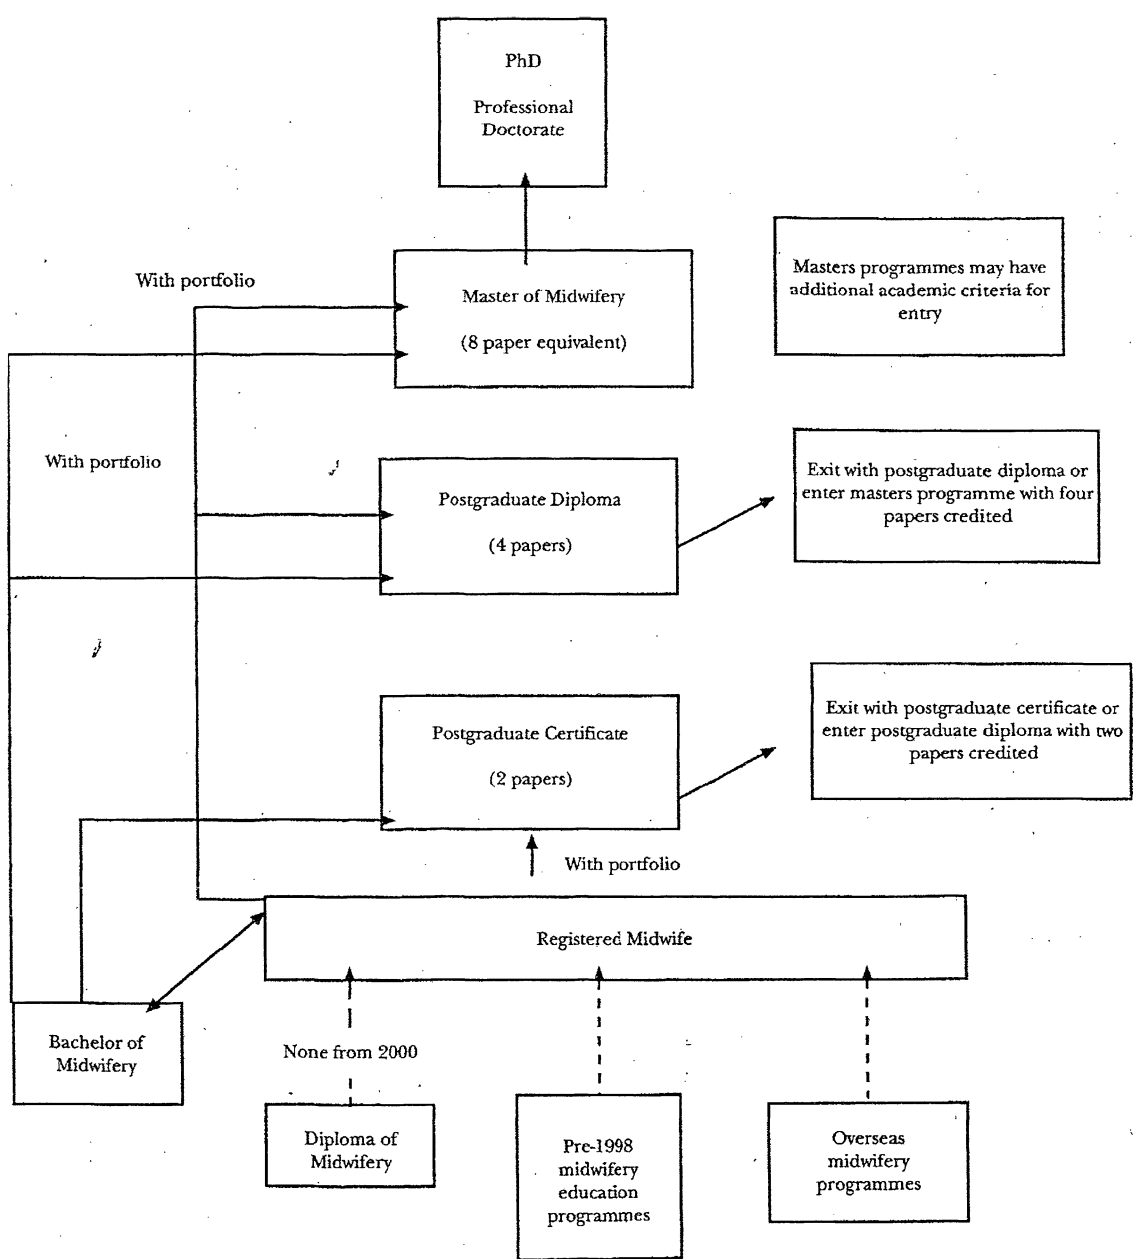 PhD
Professional
Doctorate
With portfolio
Master of Midwifery
(8 paper equivalent)
Masters programmes may have
additional academic criteria for
entry
With portfolio
Postgraduate Diploma
(4 papers)
Exit with postgraduate diploma or
enter masters programme with four
papers credited
Postgraduate Certificate
(2 papers)
Exit with postgraduate certificate or
enter postgraduate diploma with two
papers credited
With portfolio
Registered Midwife
Bachelor of
Midwifery
None from 2000
Diploma of
Midwifery
Pre-1998
midwifery
education
programmes
Overseas
midwifery
programmes